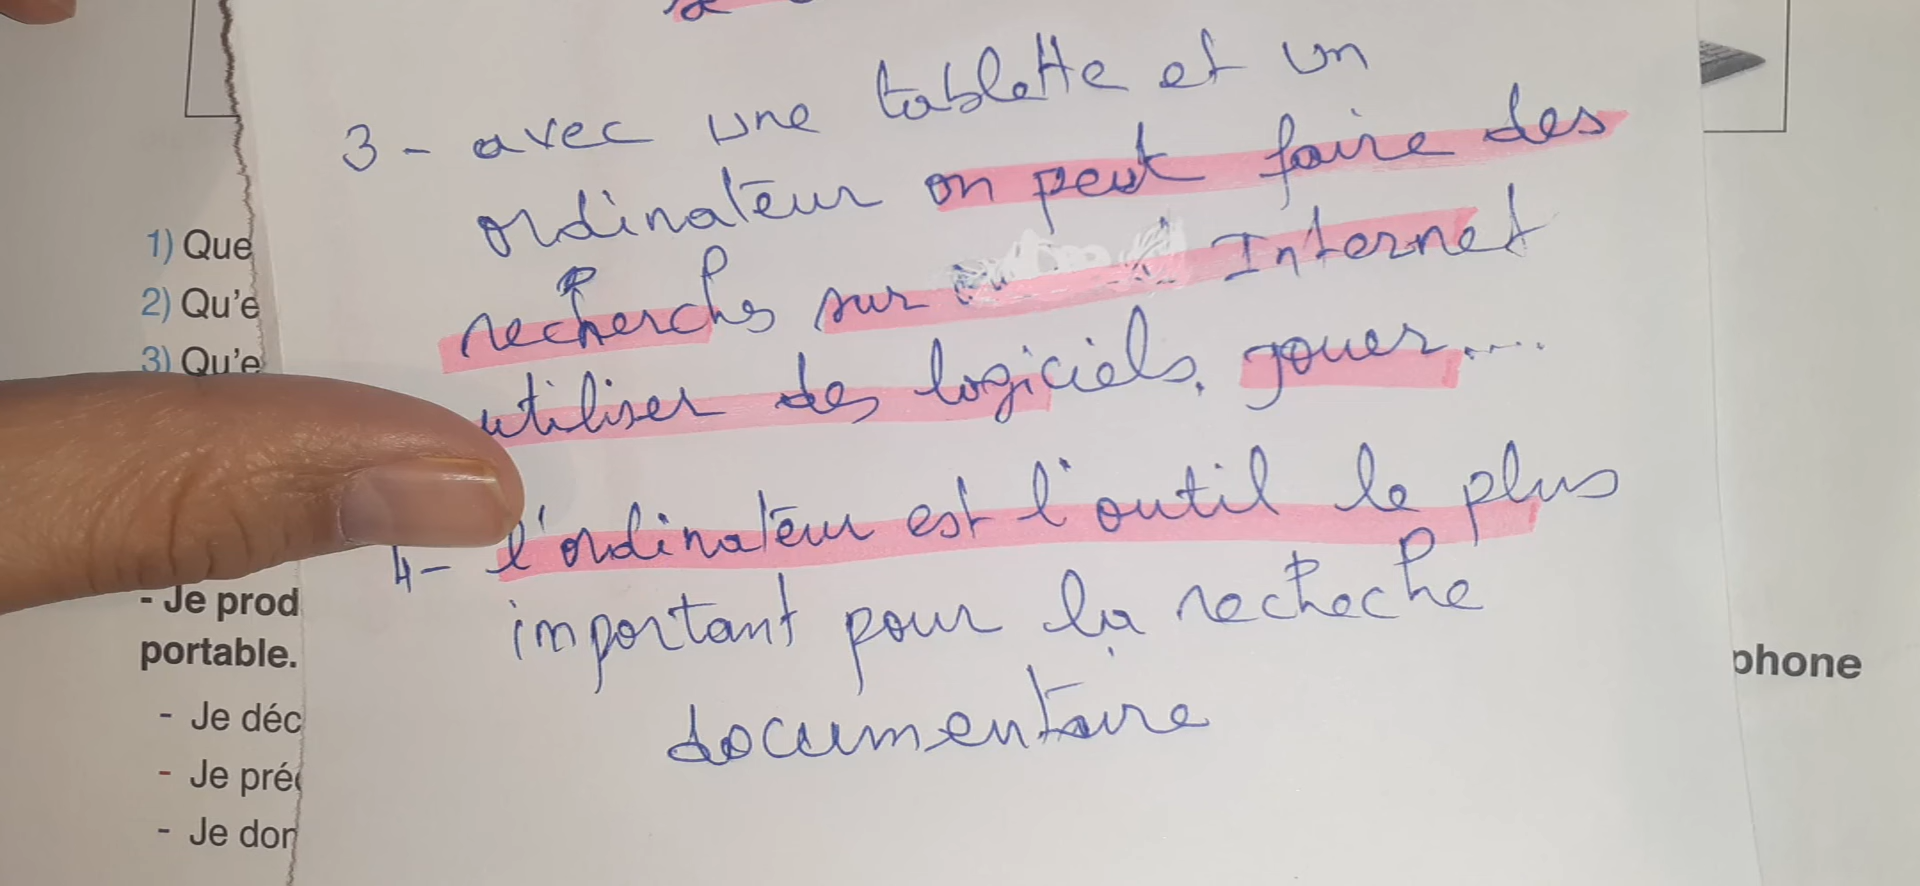 3 - avec une tablette et un
ordinateur on peut faire des
recherches sur Internet
utiliser des logiciels, jouer.....
4 - l'ordinateur est l'outil le plus
important pour la recheche
documentaire
1) Que
2) Qu'e
3) Qu'e
- Je prod
portable.
phone
- Je déc
- Je pré
- Je don